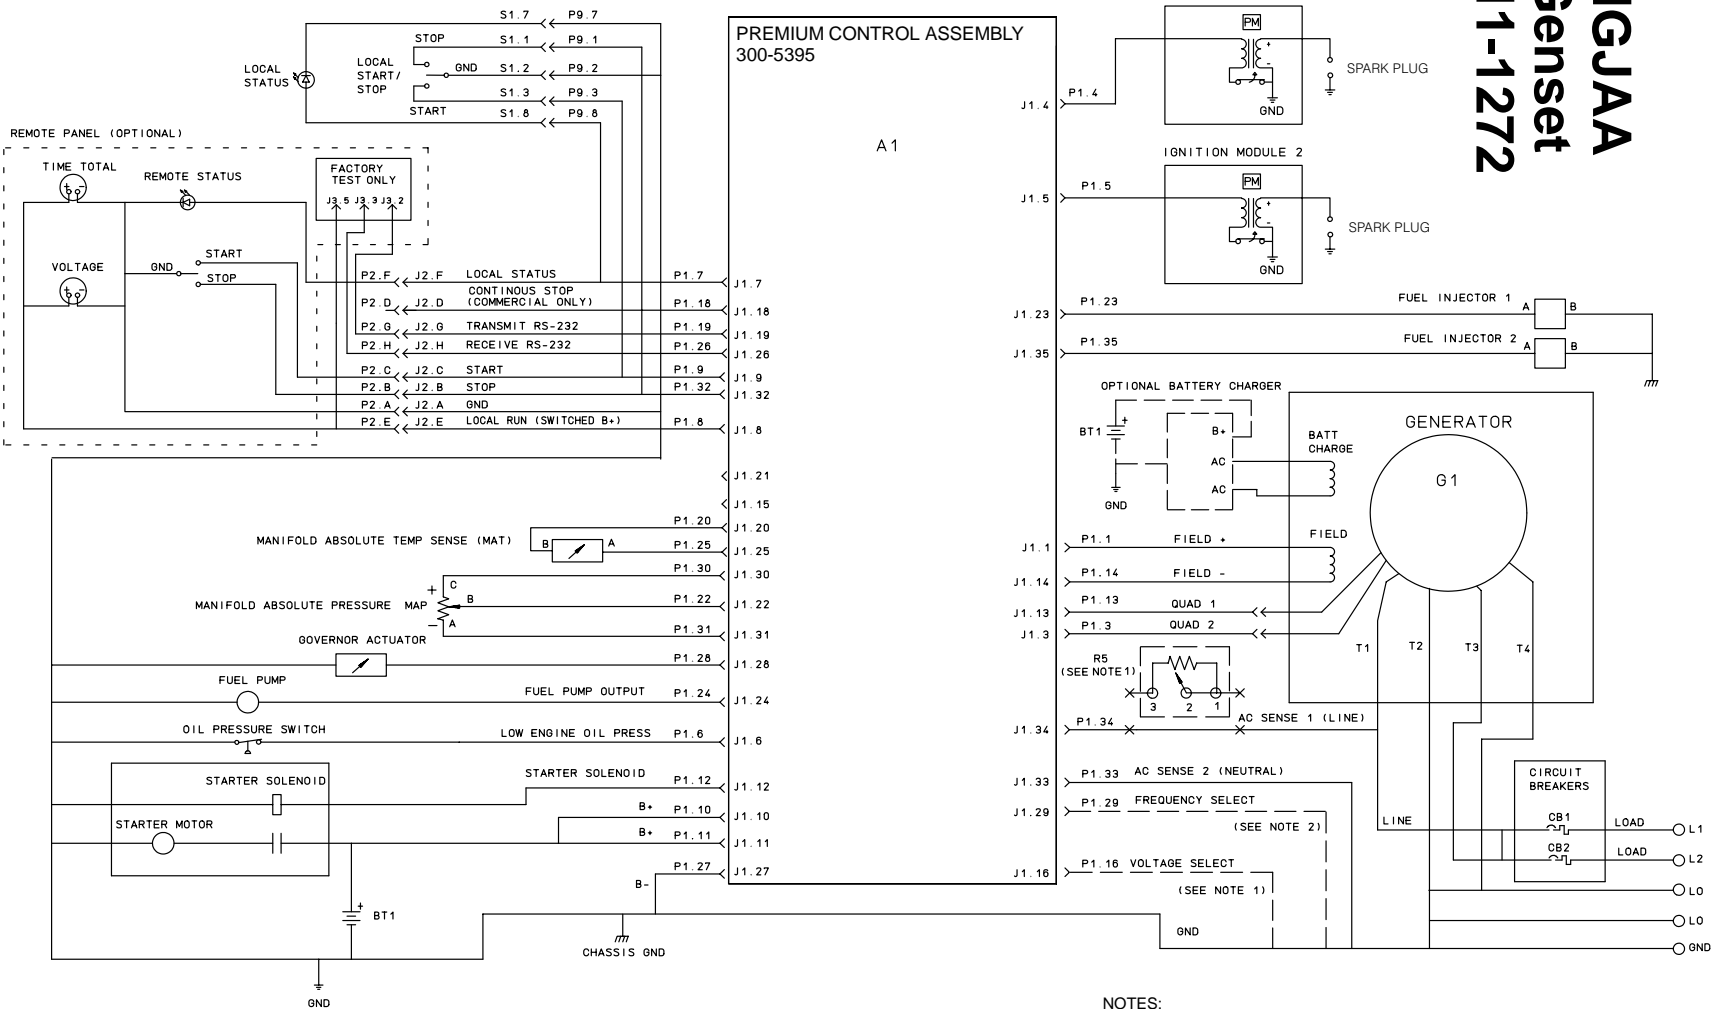 S1.7 P9.7
STOP S1.1 P9.1
LOCAL
STATUS
LOCAL
START/
STOP
GND S1.2 P9.2
S1.3 P9.3
START
S1.8 P9.8
REMOTE PANEL (OPTIONAL)
TIME TOTAL
+ -
REMOTE STATUS
FACTORY
TEST ONLY
J3.5 J3.3 J3.2
VOLTAGE
+ -
GND
START
STOP
P2.F J2.F LOCAL STATUS P1.7 J1.7
CONTINOUS STOP
P2.D J2.D (COMMERCIAL ONLY) P1.18 J1.18
P2.G J2.G TRANSMIT RS-232 P1.19 J1.19
P2.H J2.H RECEIVE RS-232 P1.26 J1.26
P2.C J2.C START P1.9 J1.9
P2.B J2.B STOP P1.32 J1.32
P2.A J2.A GND
P2.E J2.E LOCAL RUN (SWITCHED B+) P1.8 J1.8
J1.21
J1.15
P1.20 J1.20
MANIFOLD ABSOLUTE TEMP SENSE (MAT) B A P1.25 J1.25
P1.30 J1.30
+ C
MANIFOLD ABSOLUTE PRESSURE MAP B P1.22 J1.22
- A P1.31 J1.31
GOVERNOR ACTUATOR P1.28 J1.28
FUEL PUMP FUEL PUMP OUTPUT P1.24 J1.24
OIL PRESSURE SWITCH LOW ENGINE OIL PRESS P1.6 J1.6
STARTER SOLENOID STARTER SOLENOID P1.12 J1.12
B+ P1.10 J1.10
STARTER MOTOR B+ P1.11 J1.11
P1.27 J1.27
B-
+ BT1
CHASSIS GND
GND
PREMIUM CONTROL ASSEMBLY
300-5395
A1
J1.4 P1.4
PM
+
-
GND
SPARK PLUG
IGNITION MODULE 2
J1.5 P1.5
PM
+
-
GND
SPARK PLUG
IGJAA
Genset
11-1272
J1.23 P1.23 FUEL INJECTOR 1 A B
J1.35 P1.35 FUEL INJECTOR 2 A B
OPTIONAL BATTERY CHARGER
BT1 +
B+
AC
AC
GND
BATT
CHARGE
GENERATOR
G1
J1.1 P1.1 FIELD + FIELD
J1.14 P1.14 FIELD -
J1.13 P1.13 QUAD 1
J1.3 P1.3 QUAD 2
T1 T2 T3 T4
R5
(SEE NOTE 1)
3 2 1
J1.34 P1.34 AC SENSE 1 (LINE)
J1.33 P1.33 AC SENSE 2 (NEUTRAL)
J1.29 P1.29 FREQUENCY SELECT
(SEE NOTE 2)
J1.16 P1.16 VOLTAGE SELECT
(SEE NOTE 1)
CIRCUIT
BREAKERS
LINE CB1 LOAD L1
CB2 LOAD L2
LO
LO
GND GND
NOTES: